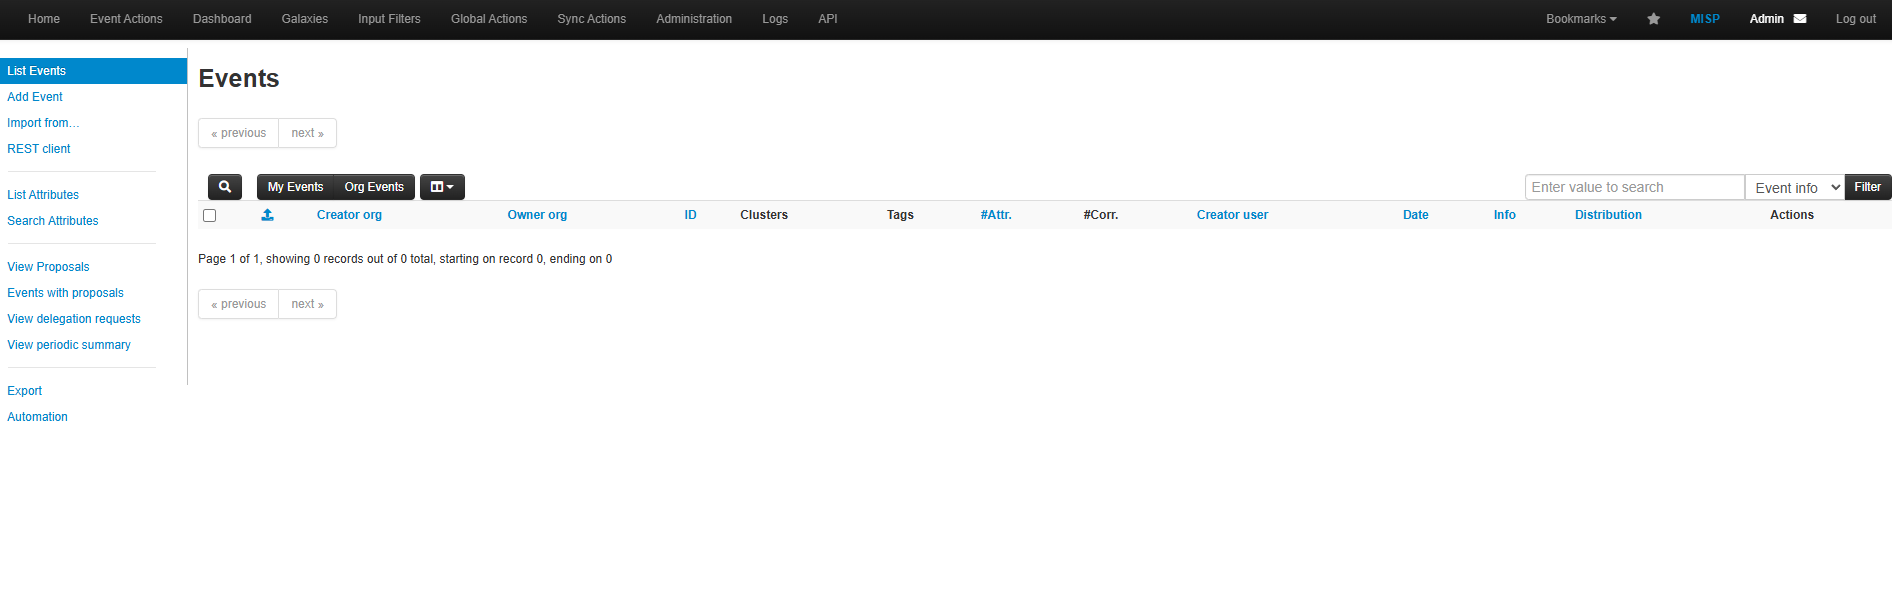 Home Event Actions Dashboard Galaxies Input Filters Global Actions Sync Actions Administration Logs API Bookmarks MISP Admin Log out
List Events
Add Event
Import from…
REST client
List Attributes
Search Attributes
View Proposals
Events with proposals
View delegation requests
View periodic summary
Export
Automation
Events
« previous next »
My Events Org Events Enter value to search Event info Filter
Creator org Owner org ID Clusters Tags #Attr. #Corr. Creator user Date Info Distribution Actions
Page 1 of 1, showing 0 records out of 0 total, starting on record 0, ending on 0
« previous next »